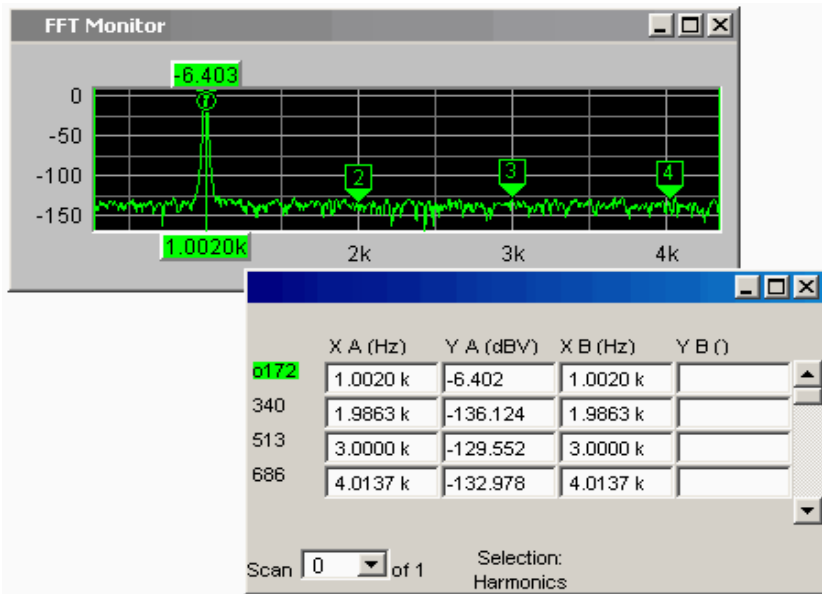 FFT Monitor
-6.403
0
-50
-100
-150
2
3
4
1.0020k
2k
3k
4k
X A (Hz) Y A (dBV) X B (Hz) Y B ()
o172 1.0020 k -6.402 1.0020 k
340 1.9863 k -136.124 1.9863 k
513 3.0000 k -129.552 3.0000 k
686 4.0137 k -132.978 4.0137 k
Scan 0 of 1
Selection:
Harmonics